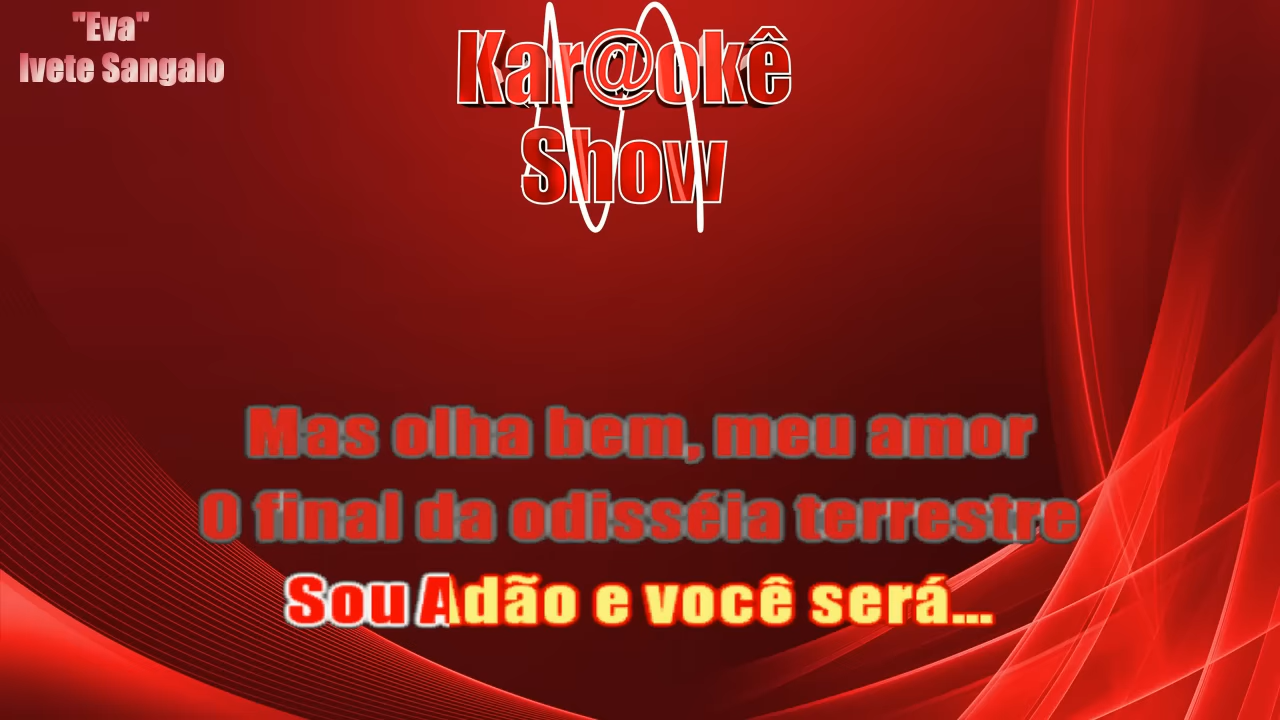 "Eva"
Ivete Sangalo
Kar@okê
Show
Mas olha bem, meu amor
O final da odisséia terrestre
Sou Adão e você será...